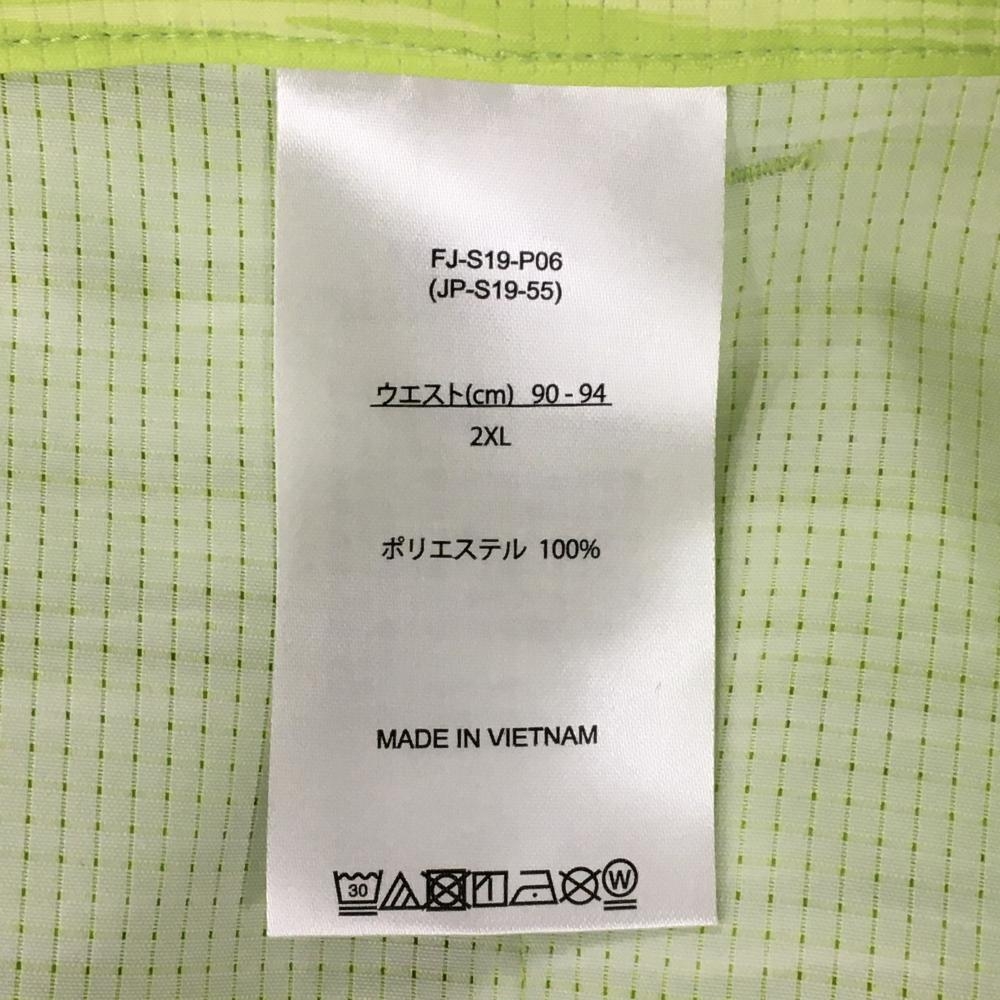 FJ-S19-P06
(JP-S19-55)
ウエスト(cm) 90 - 94
2XL
ポリエステル 100%
MADE IN VIETNAM
30 W